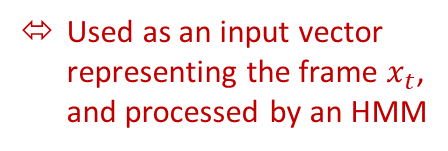 ⇔ Used as an input vector
representing the frame 𝑥ₜ,
and processed by an HMM